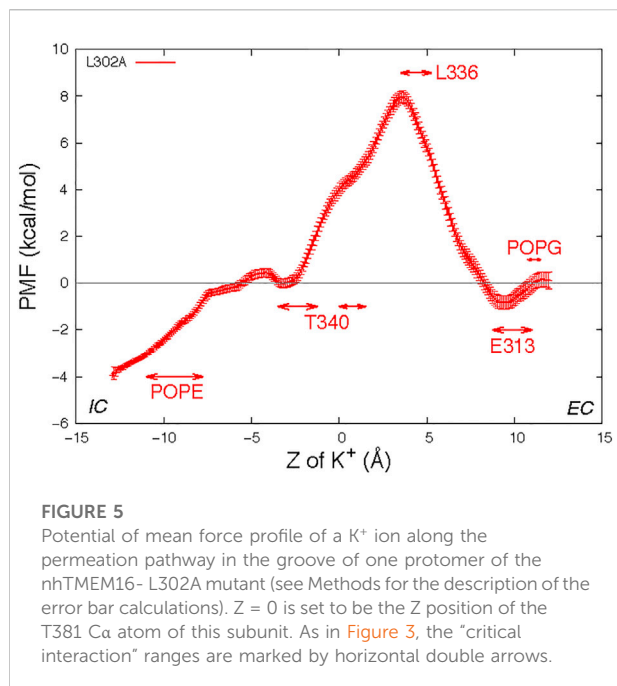 10
8
6
4
2
0
−2
−4
−6
PMF (kcal/mol)
L302A
L336
POPG
T340
E313
POPE
IC
EC
−15
−10
−5
0
5
10
15
Z of K+ (Å)
FIGURE 5
Potential of mean force profile of a K+ ion along the
permeation pathway in the groove of one protomer of the
nhTMEM16- L302A mutant (see Methods for the description of the
error bar calculations). Z = 0 is set to be the Z position of the
T381 Cα atom of this subunit. As in Figure 3, the “critical
interaction” ranges are marked by horizontal double arrows.